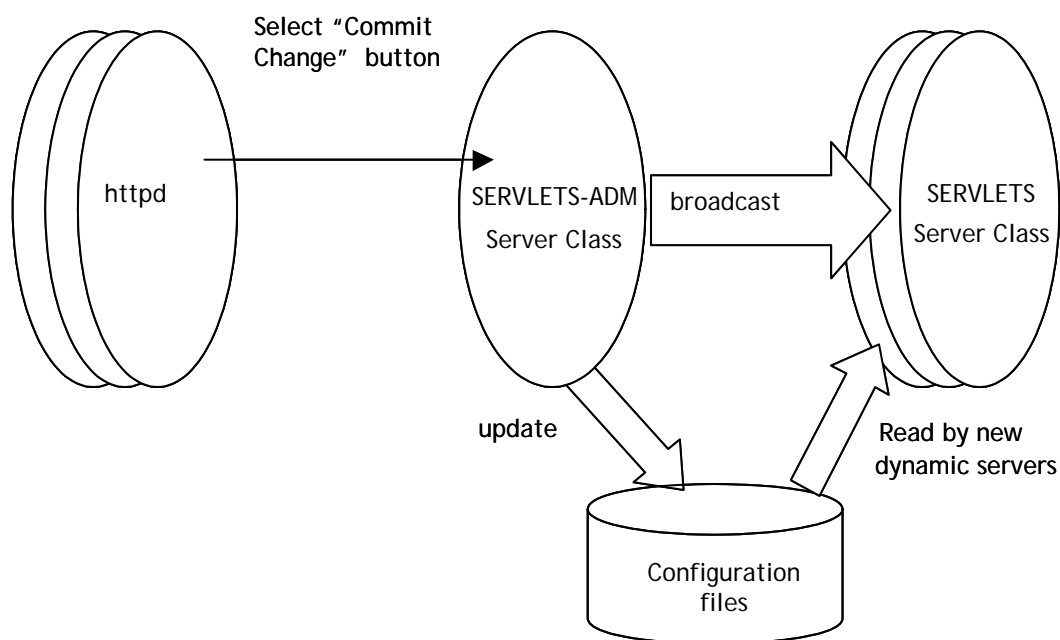 Select “Commit
Change” button
httpd
SERVLETS-ADM
Server Class
broadcast
SERVLETS
Server Class
update
Read by new
dynamic servers
Configuration
files